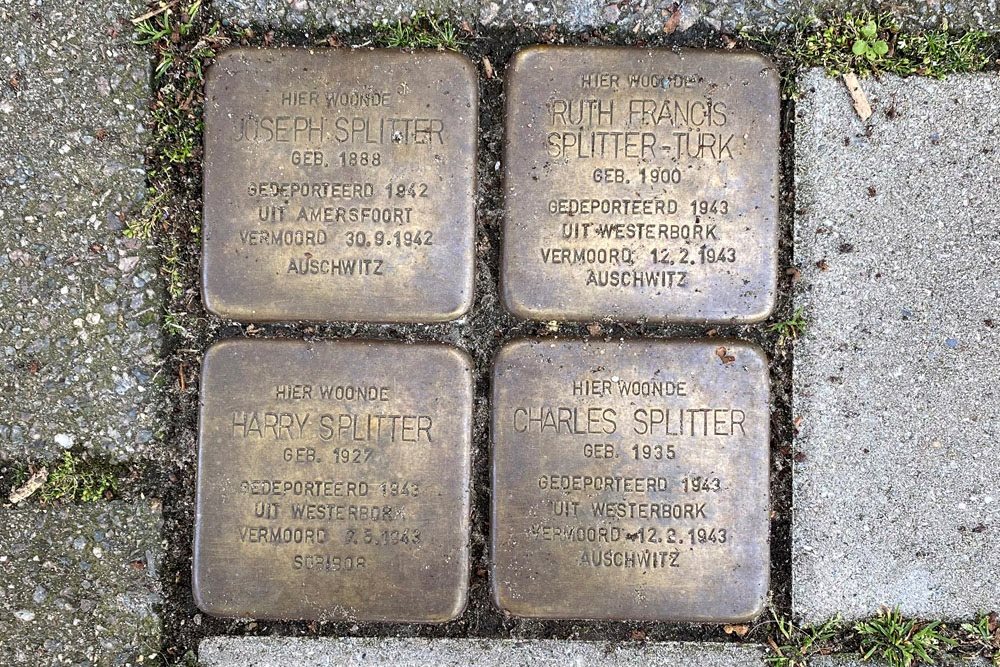 HIER WOONDE
JOSEPH SPLITTER
GEB. 1888
GEDEPORTEERD 1942
UIT AMERSFOORT
VERMOORD 30.9.1942
AUSCHWITZ
HIER WOONDE
RUTH FRANCIS
SPLITTER-TÜRK
GEB. 1900
GEDEPORTEERD 1943
UIT WESTERBORK
VERMOORD 12.2.1943
AUSCHWITZ
HIER WOONDE
HARRY SPLITTER
GEB. 1927
GEDEPORTEERD 1943
UIT WESTERBORK
VERMOORD
SOBIBOR
HIER WOONDE
CHARLES SPLITTER
GEB. 1935
GEDEPORTEERD 1943
UIT WESTERBORK
VERMOORD 12.2.1943
AUSCHWITZ